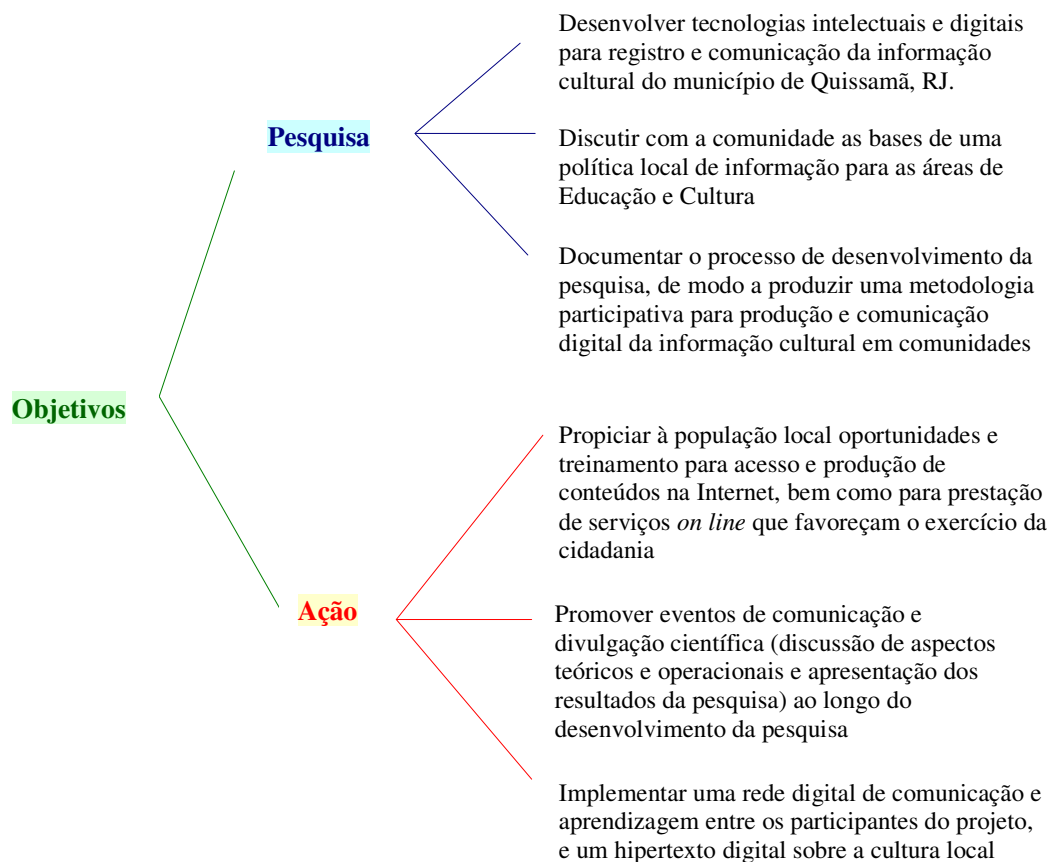 Desenvolver tecnologias intelectuais e digitais
para registro e comunicação da informação
cultural do município de Quissamã, RJ.
Pesquisa
Discutir com a comunidade as bases de uma
política local de informação para as áreas de
Educação e Cultura
Documentar o processo de desenvolvimento da
pesquisa, de modo a produzir uma metodologia
participativa para produção e comunicação
digital da informação cultural em comunidades
Objetivos
Propiciar à população local oportunidades e
treinamento para acesso e produção de
conteúdos na Internet, bem como para prestação
de serviços on line que favoreçam o exercício da
cidadania
Ação
Promover eventos de comunicação e
divulgação científica (discussão de aspectos
teóricos e operacionais e apresentação dos
resultados da pesquisa) ao longo do
desenvolvimento da pesquisa
Implementar uma rede digital de comunicação e
aprendizagem entre os participantes do projeto,
e um hipertexto digital sobre a cultura local